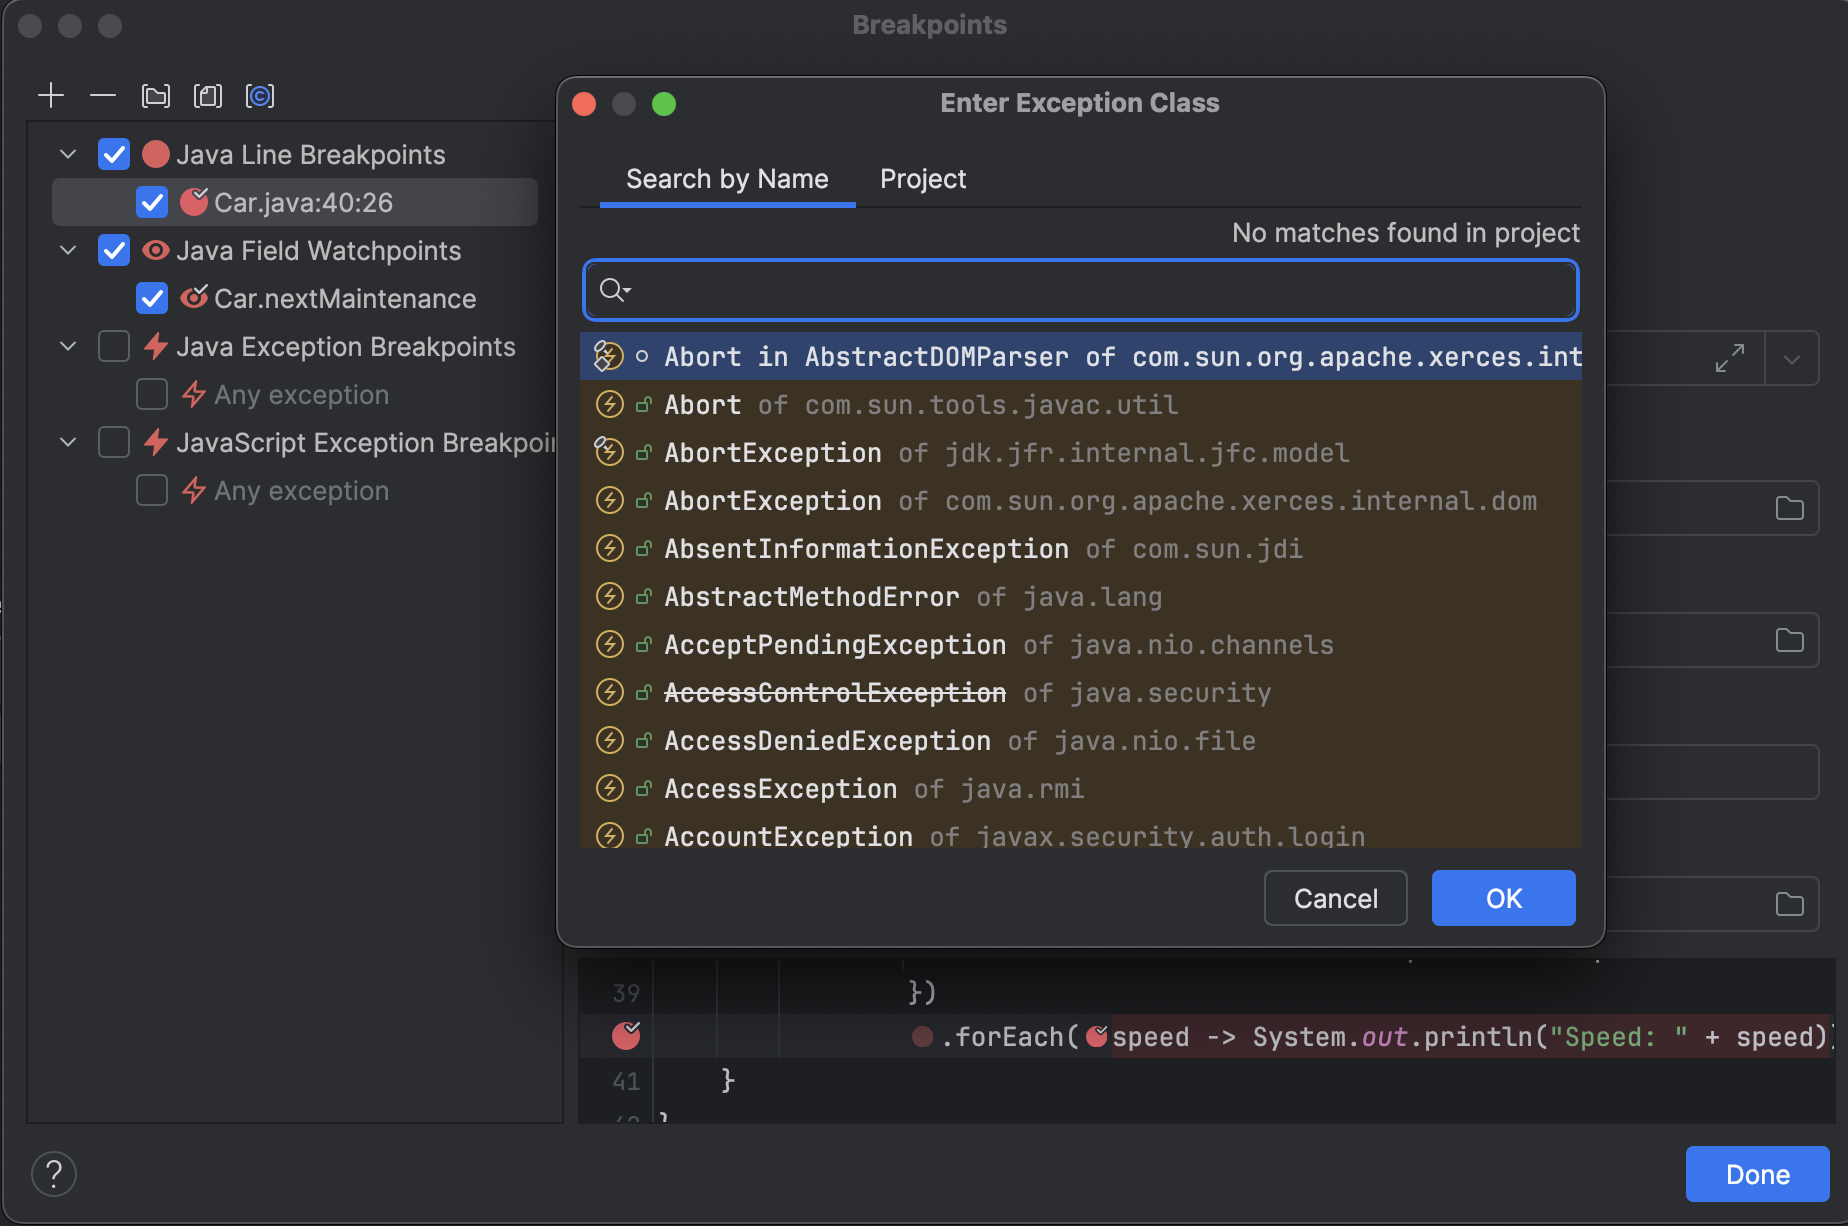 Breakpoints
Java Line Breakpoints
Car.java:40:26
Java Field Watchpoints
Car.nextMaintenance
Java Exception Breakpoints
Any exception
JavaScript Exception Breakpoi
Any exception
Enter Exception Class
Search by Name Project
No matches found in project
Abort in AbstractDOMParser of com.sun.org.apache.xerces.int
Abort of com.sun.tools.javac.util
AbortException of jdk.jfr.internal.jfc.model
AbortException of com.sun.org.apache.xerces.internal.dom
AbsentInformationException of com.sun.jdi
AbstractMethodError of java.lang
AcceptPendingException of java.nio.channels
AccessControlException of java.security
AccessDeniedException of java.nio.file
AccessException of java.rmi
AccountException of javax.security.auth.login
Cancel OK
39 })
.forEach(speed -> System.out.println("Speed: " + speed)
41 }
?
Done